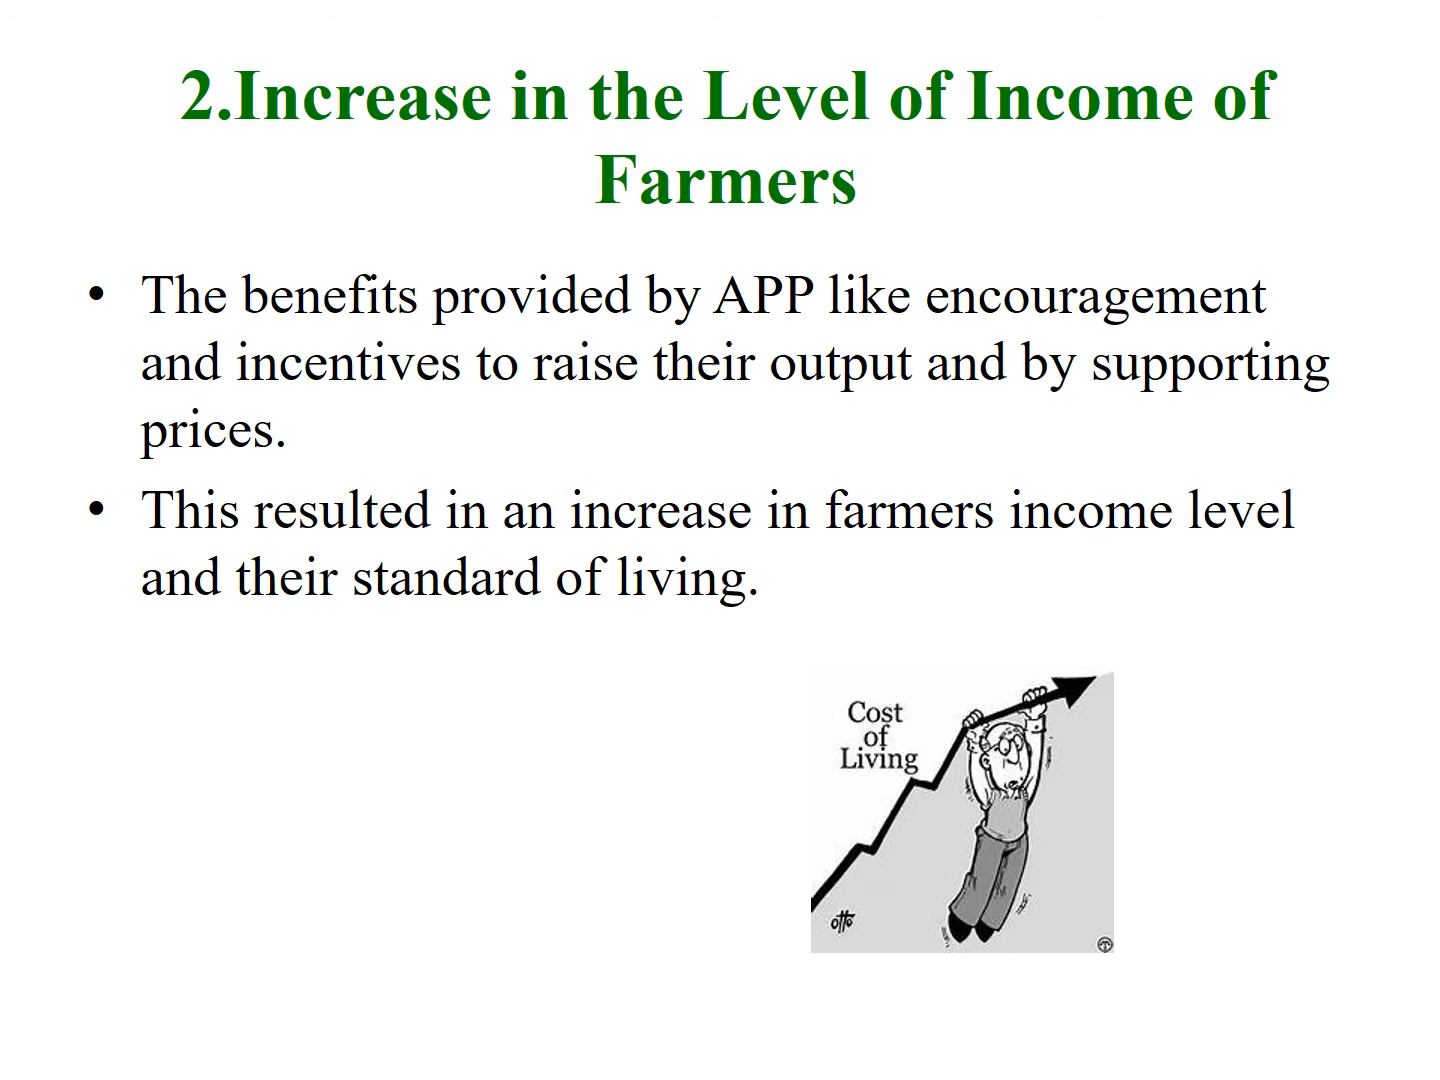 2.Increase in the Level of Income of
Farmers
• The benefits provided by APP like encouragement
and incentives to raise their output and by supporting
prices.
• This resulted in an increase in farmers income level
and their standard of living.
Cost
of
Living
otto